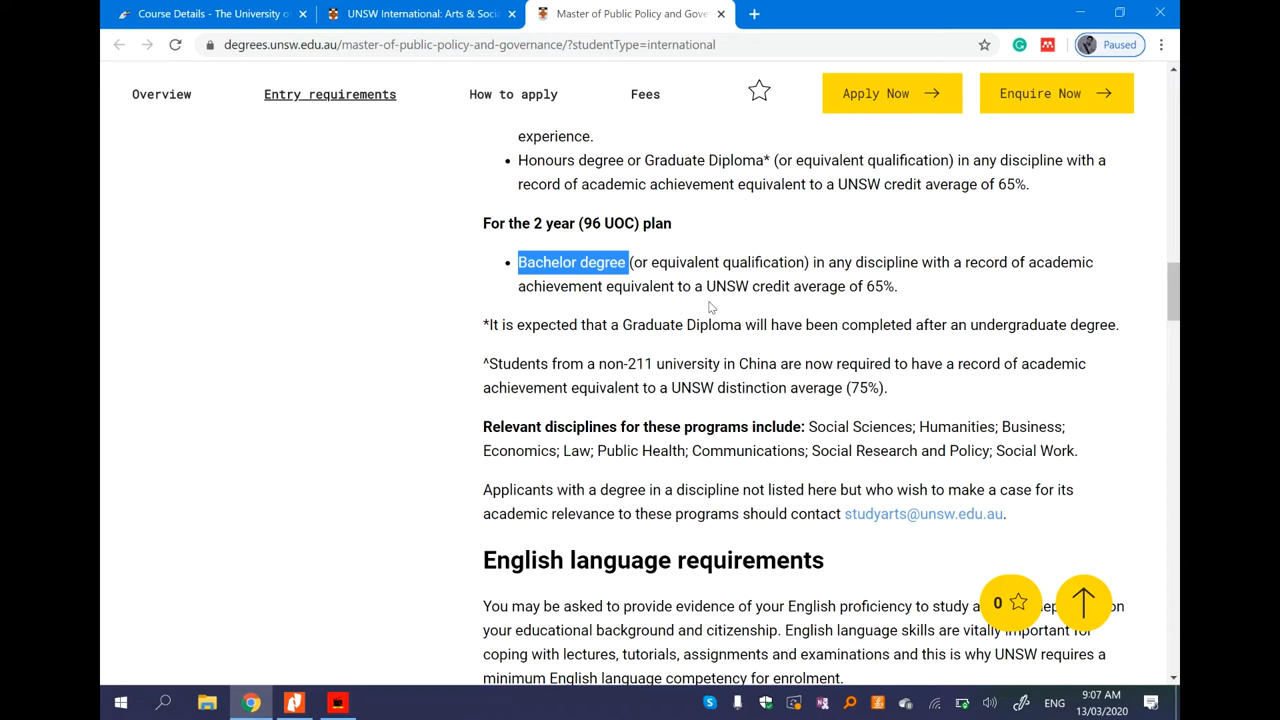 Course Details - The University o
UNSW International: Arts & Socia
Master of Public Policy and Gove
degrees.unsw.edu.au/master-of-public-policy-and-governance/?studentType=international
Paused
Overview
Entry requirements
How to apply
Fees
Apply Now
Enquire Now
experience.
• Honours degree or Graduate Diploma* (or equivalent qualification) in any discipline with a
record of academic achievement equivalent to a UNSW credit average of 65%.
For the 2 year (96 UOC) plan
• Bachelor degree (or equivalent qualification) in any discipline with a record of academic
achievement equivalent to a UNSW credit average of 65%.
*It is expected that a Graduate Diploma will have been completed after an undergraduate degree.
^Students from a non-211 university in China are now required to have a record of academic
achievement equivalent to a UNSW distinction average (75%).
Relevant disciplines for these programs include: Social Sciences; Humanities; Business;
Economics; Law; Public Health; Communications; Social Research and Policy; Social Work.
Applicants with a degree in a discipline not listed here but who wish to make a case for its
academic relevance to these programs should contact studyarts@unsw.edu.au.
English language requirements
0
You may be asked to provide evidence of your English proficiency to study on
your educational background and citizenship. English language skills are vitally important for
coping with lectures, tutorials, assignments and examinations and this is why UNSW requires a
minimum English language competency for enrolment.
ENG
9:07 AM
13/03/2020